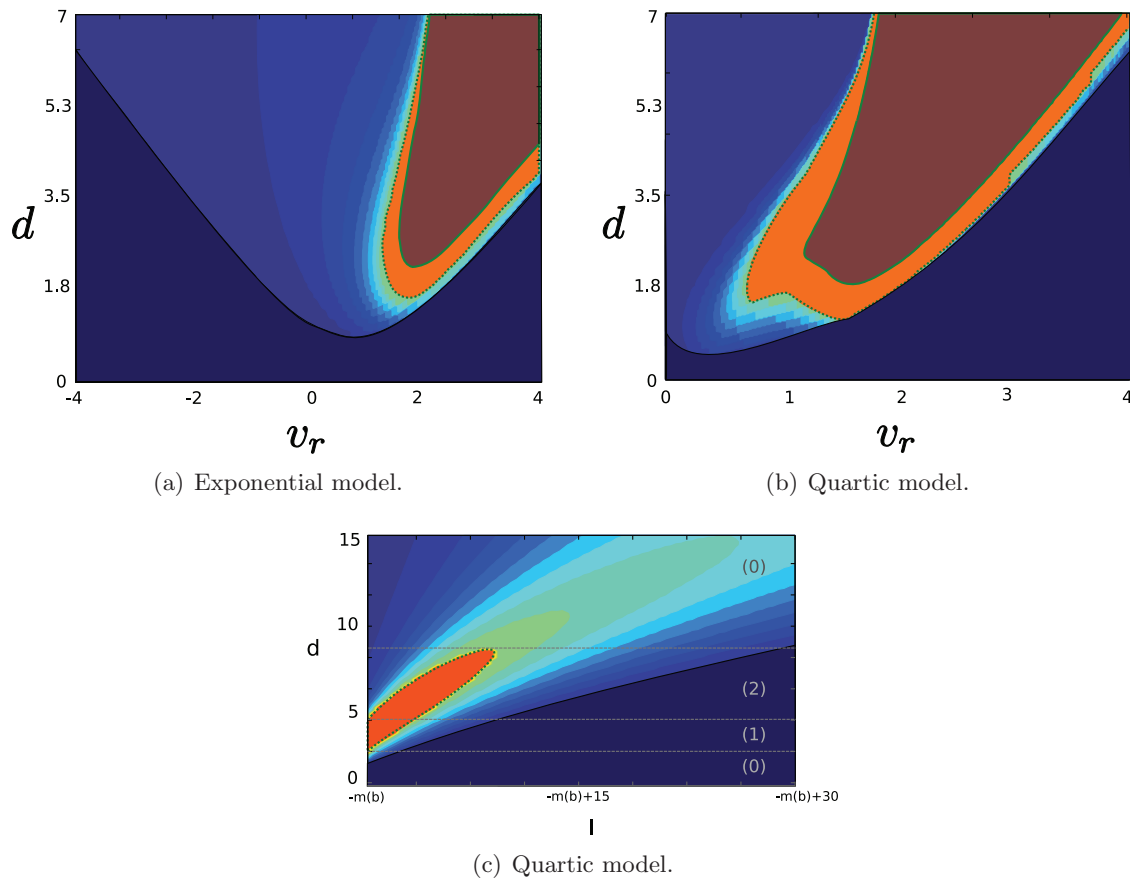 7
5.3
3.5
1.8
0
d
-4
-2
0
2
4
v_r
(a) Exponential model.
7
5.3
3.5
1.8
0
d
0
1
2
3
4
v_r
(b) Quartic model.
15
10
5
0
d
(0)
(2)
(1)
(0)
-m(b)
-m(b)+15
-m(b)+30
I
(c) Quartic model.